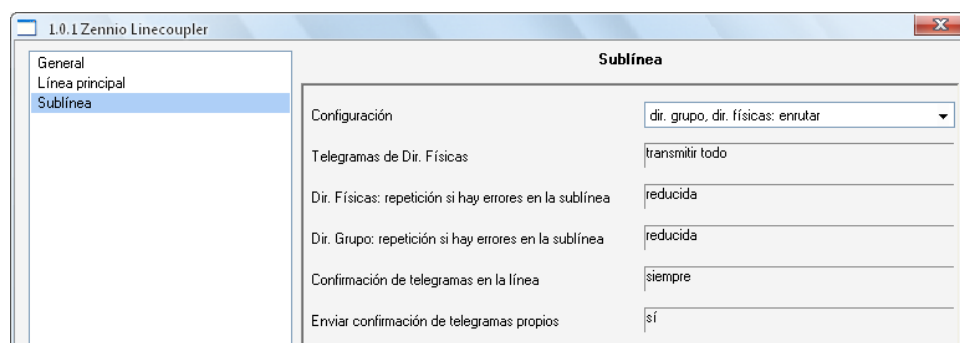 1.0.1 Zennio Linecoupler
General
Línea principal
Sublínea
Sublínea
Configuración
dir. grupo, dir. físicas: enrutar
Telegramas de Dir. Físicas
transmitir todo
Dir. Físicas: repetición si hay errores en la sublínea
reducida
Dir. Grupo: repetición si hay errores en la sublínea
reducida
Confirmación de telegramas en la línea
siempre
Enviar confirmación de telegramas propios
sí